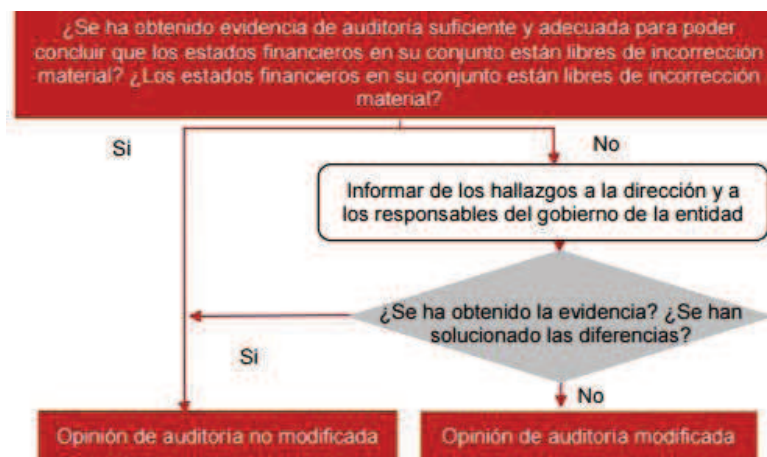 ¿Se ha obtenido evidencia de auditoría suficiente y adecuada para poder
concluir que los estados financieros en su conjunto están libres de incorrección
material? ¿Los estados financieros en su conjunto están libres de incorrección
material?
Si
No
Informar de los hallazgos a la dirección y a
los responsables del gobierno de la entidad
¿Se ha obtenido la evidencia? ¿Se han
solucionado las diferencias?
Si
No
Opinión de auditoría no modificada
Opinión de auditoría modificada